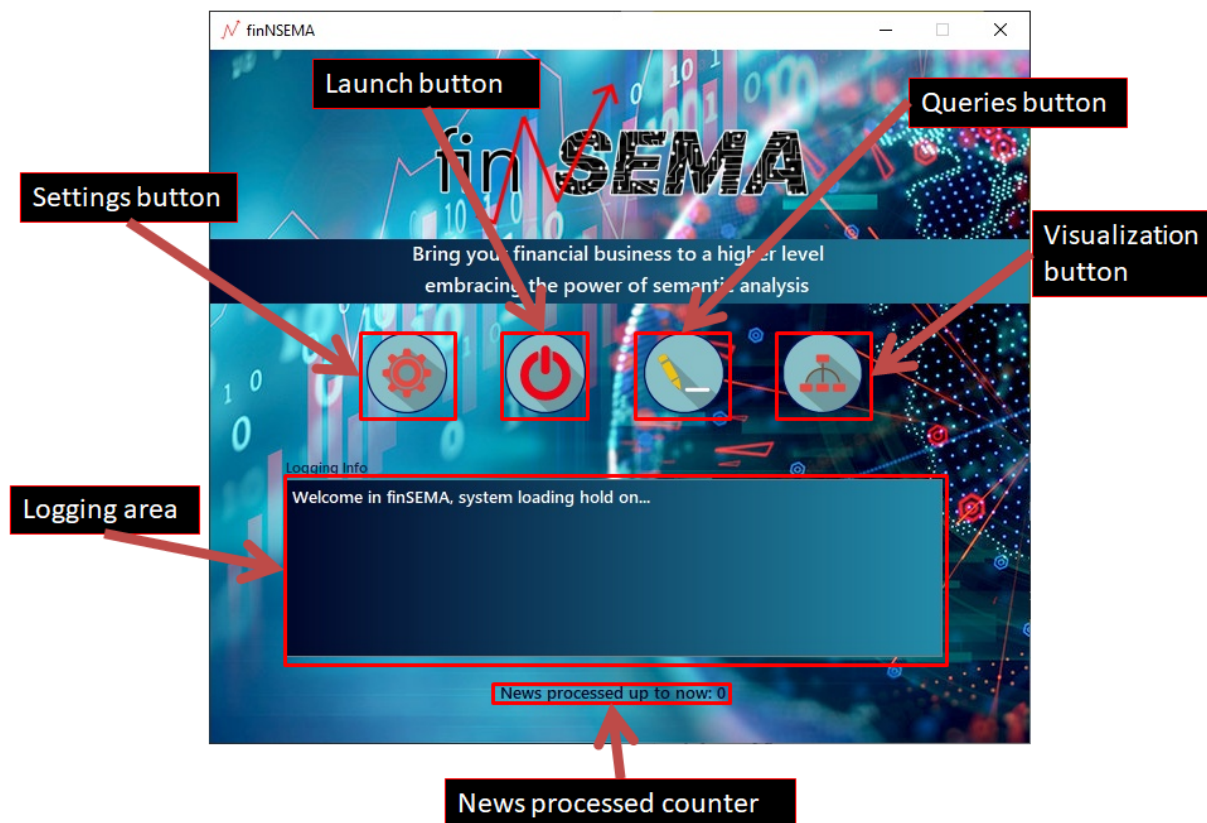 finNSEMA
Launch button
Queries button
fin SEMA
Settings button
Visualization
button
Bring your financial business to a higher level
embracing the power of semantic analysis
Logging Info
Logging area
Welcome in finSEMA, system loading hold on...
News processed up to now: 0
News processed counter